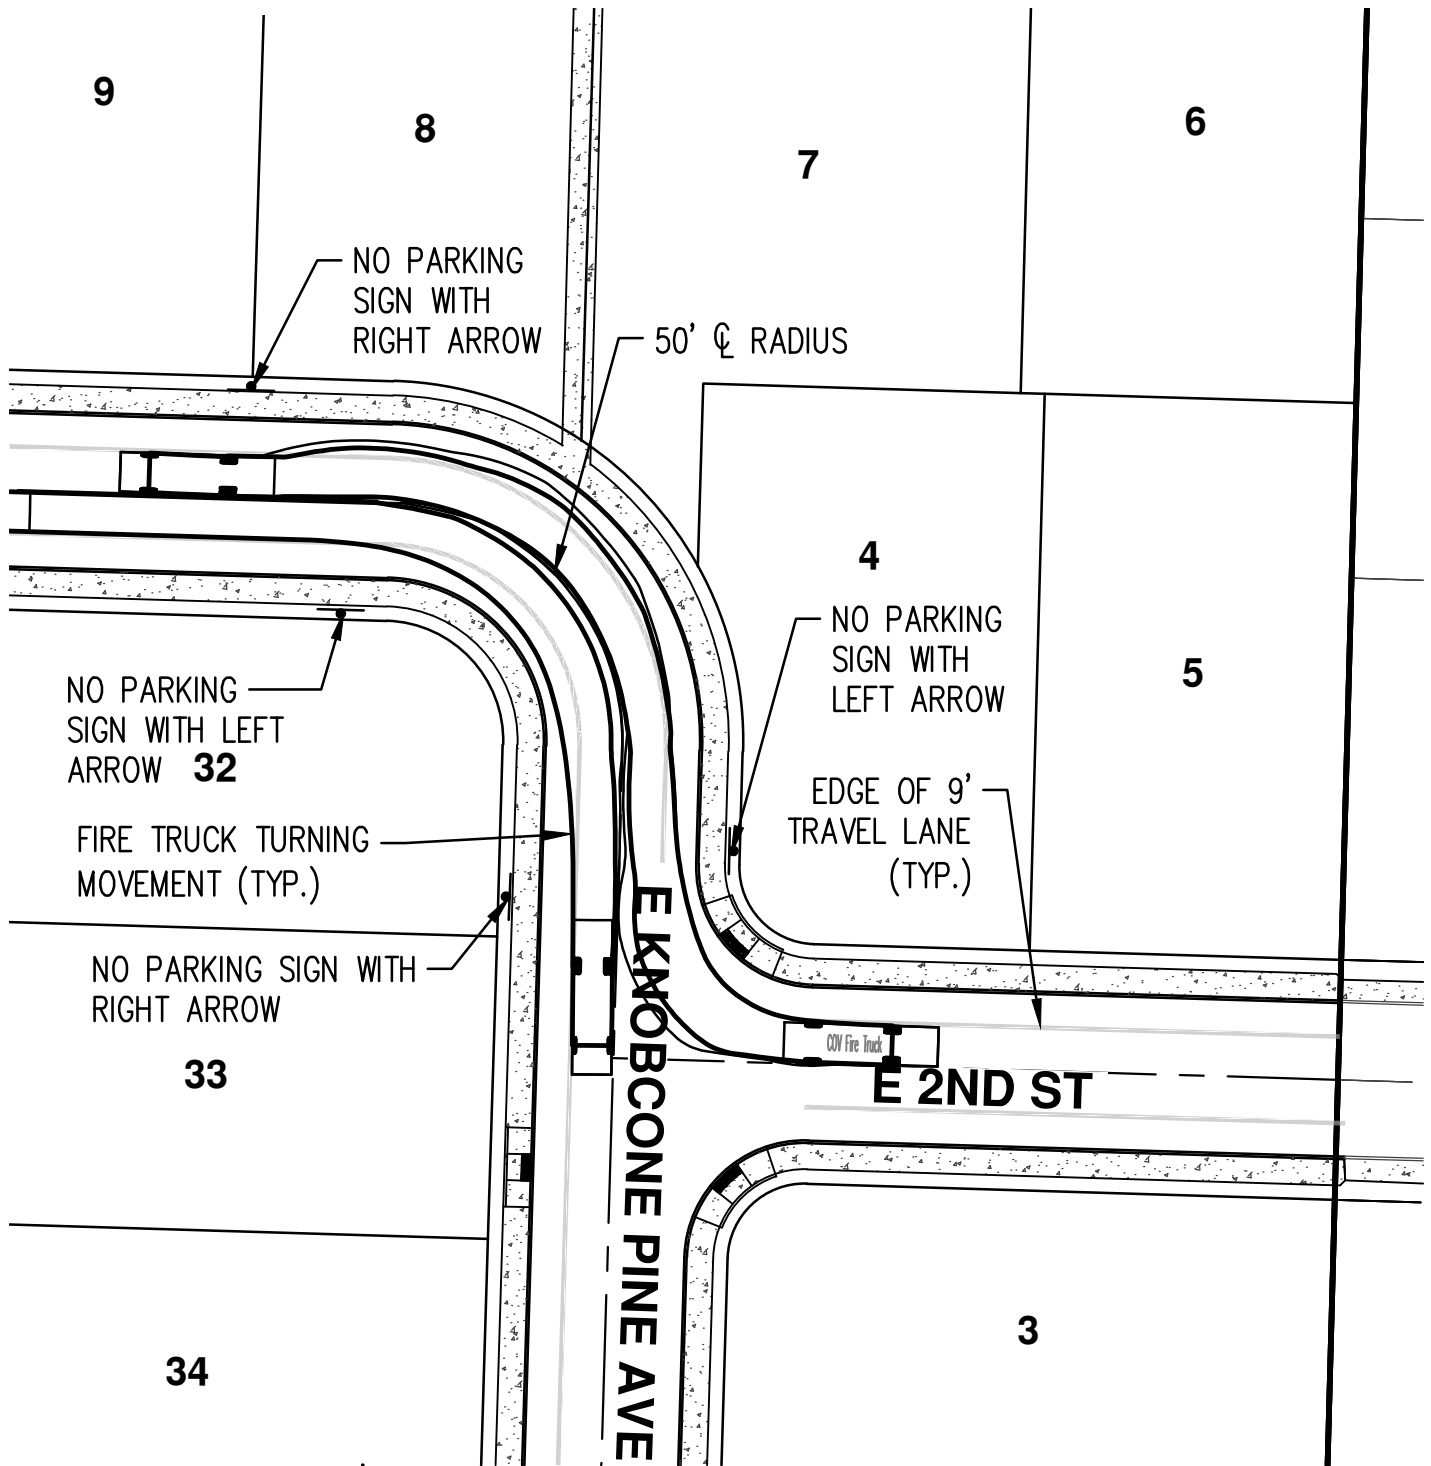 9
8
7
6
NO PARKING
SIGN WITH
RIGHT ARROW
50' ℄ RADIUS
4
NO PARKING
SIGN WITH
LEFT ARROW
5
NO PARKING
SIGN WITH LEFT
ARROW
32
EDGE OF 9'
TRAVEL LANE
(TYP.)
FIRE TRUCK TURNING
MOVEMENT (TYP.)
NO PARKING SIGN WITH
RIGHT ARROW
33
COV Fire Truck
E 2ND ST
E KNOBCONE PINE AVE
34
3